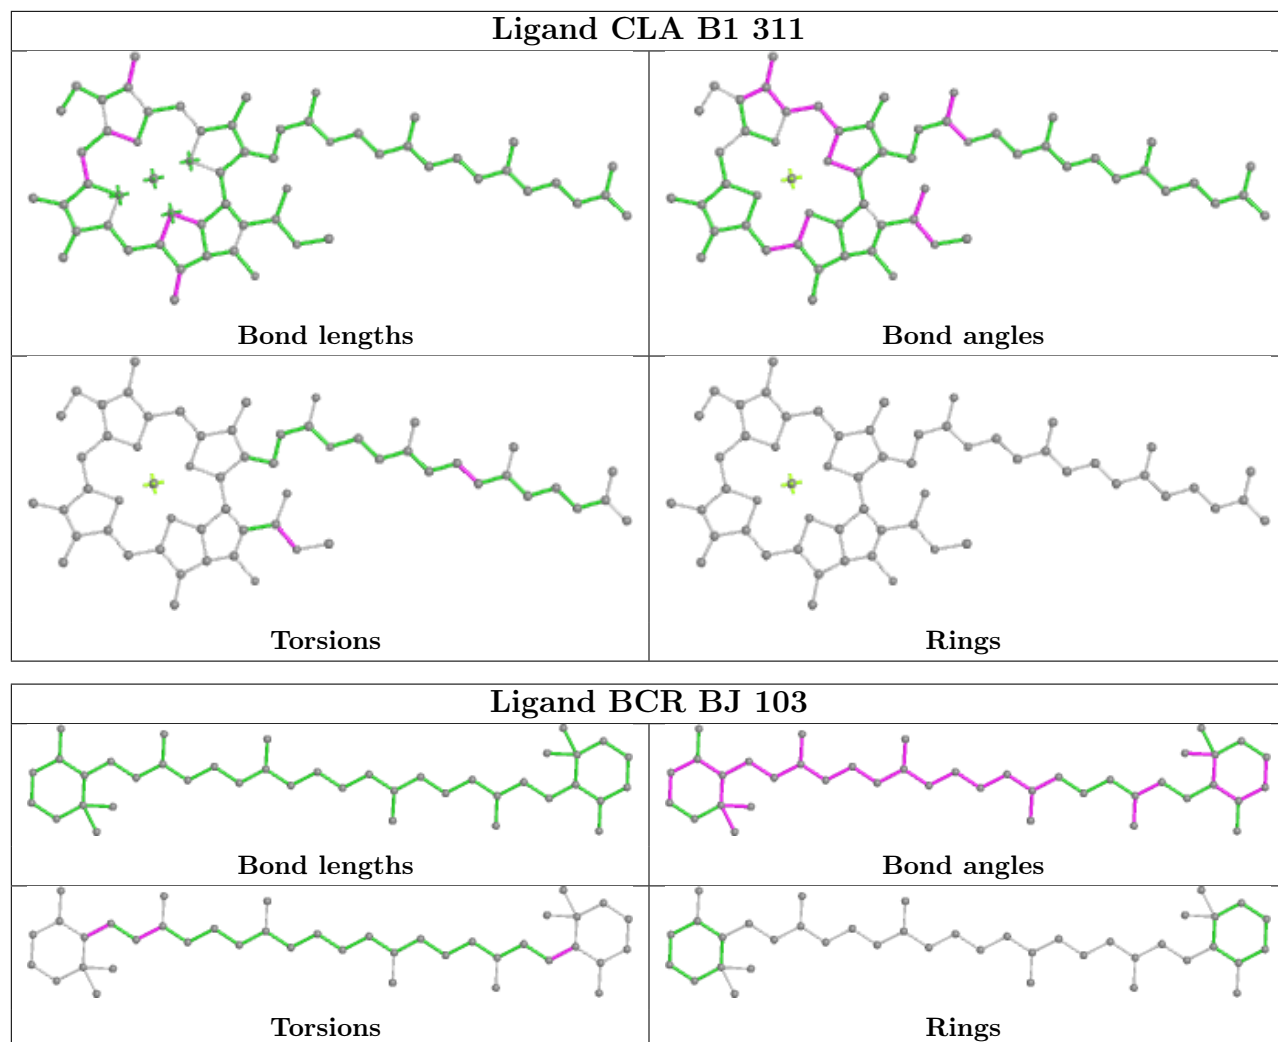 Ligand CLA B1 311
Bond lengths
Bond angles
Torsions
Rings
Ligand BCR BJ 103
Bond lengths
Bond angles
Torsions
Rings